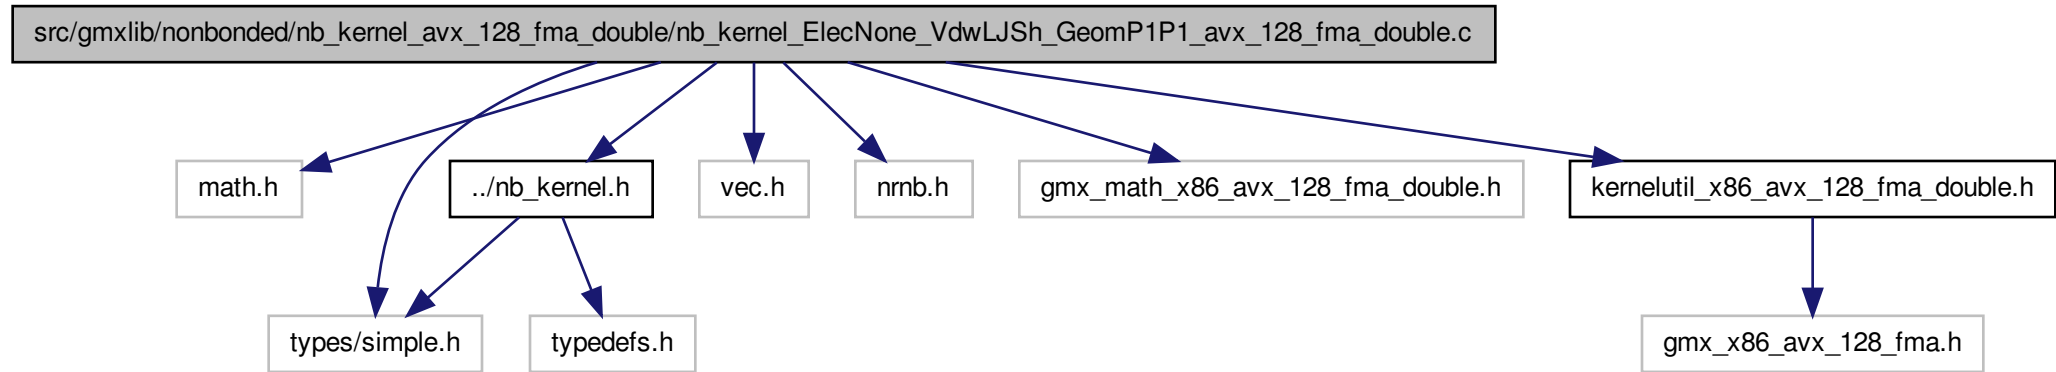 src/gmxlib/nonbonded/nb_kernel_avx_128_fma_double/nb_kernel_ElecNone_VdwLJSh_GeomP1P1_avx_128_fma_double.c
math.h
../nb_kernel.h
vec.h
nrnb.h
gmx_math_x86_avx_128_fma_double.h
kernelutil_x86_avx_128_fma_double.h
types/simple.h
typedefs.h
gmx_x86_avx_128_fma.h